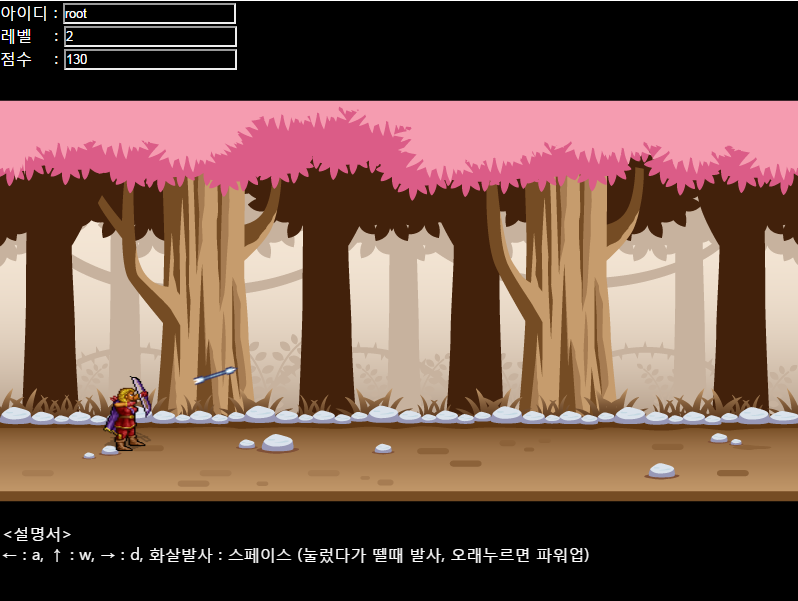 아이디 : root
레벨 : 2
점수 : 130
<설명서>
← : a, ↑ : w, → : d, 화살발사 : 스페이스 (눌렀다가 뗄때 발사, 오래누르면 파워업)